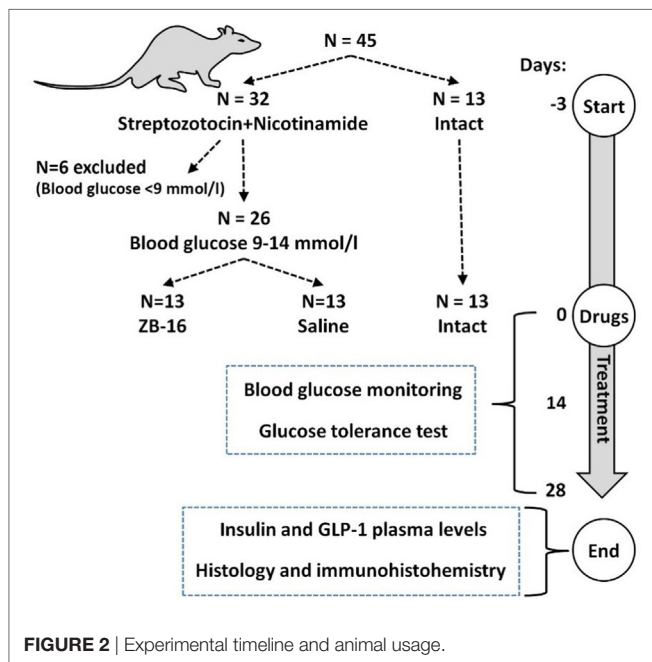 N = 45
Days:
N = 32
Streptozotocin+Nicotinamide
N = 13
Intact
-3
Start
N=6 excluded
(Blood glucose <9 mmol/l)
N = 26
Blood glucose 9-14 mmol/l
N=13
ZB-16
N=13
Saline
N = 13
Intact
0
Drugs
Treatment
Blood glucose monitoring
Glucose tolerance test
14
28
Insulin and GLP-1 plasma levels
Histology and immunohistohemistry
End
FIGURE 2 | Experimental timeline and animal usage.